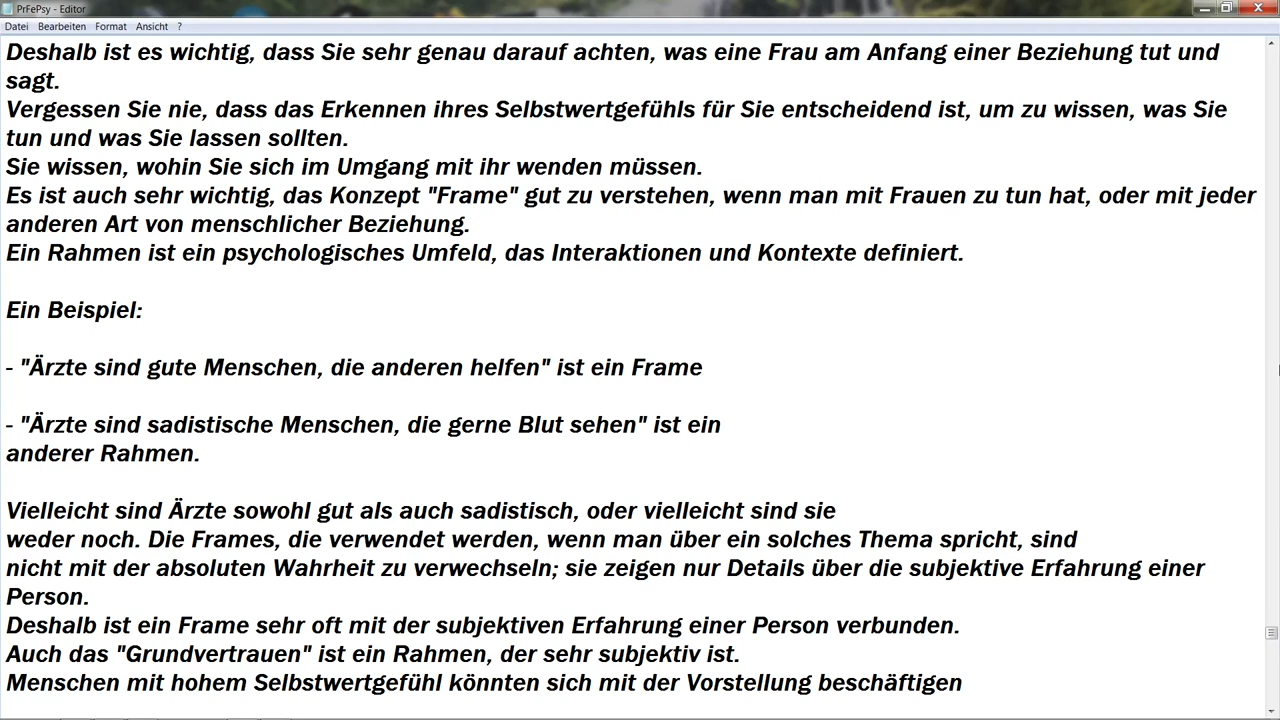 PrFePsy - Editor
Datei Bearbeiten Format Ansicht ?
Deshalb ist es wichtig, dass Sie sehr genau darauf achten, was eine Frau am Anfang einer Beziehung tut und
sagt.
Vergessen Sie nie, dass das Erkennen ihres Selbstwertgefühls für Sie entscheidend ist, um zu wissen, was Sie
tun und was Sie lassen sollten.
Sie wissen, wohin Sie sich im Umgang mit ihr wenden müssen.
Es ist auch sehr wichtig, das Konzept "Frame" gut zu verstehen, wenn man mit Frauen zu tun hat, oder mit jeder
anderen Art von menschlicher Beziehung.
Ein Rahmen ist ein psychologisches Umfeld, das Interaktionen und Kontexte definiert.
Ein Beispiel:
- "Ärzte sind gute Menschen, die anderen helfen" ist ein Frame
- "Ärzte sind sadistische Menschen, die gerne Blut sehen" ist ein
anderer Rahmen.
Vielleicht sind Ärzte sowohl gut als auch sadistisch, oder vielleicht sind sie
weder noch. Die Frames, die verwendet werden, wenn man über ein solches Thema spricht, sind
nicht mit der absoluten Wahrheit zu verwechseln; sie zeigen nur Details über die subjektive Erfahrung einer
Person.
Deshalb ist ein Frame sehr oft mit der subjektiven Erfahrung einer Person verbunden.
Auch das "Grundvertrauen" ist ein Rahmen, der sehr subjektiv ist.
Menschen mit hohem Selbstwertgefühl könnten sich mit der Vorstellung beschäftigen